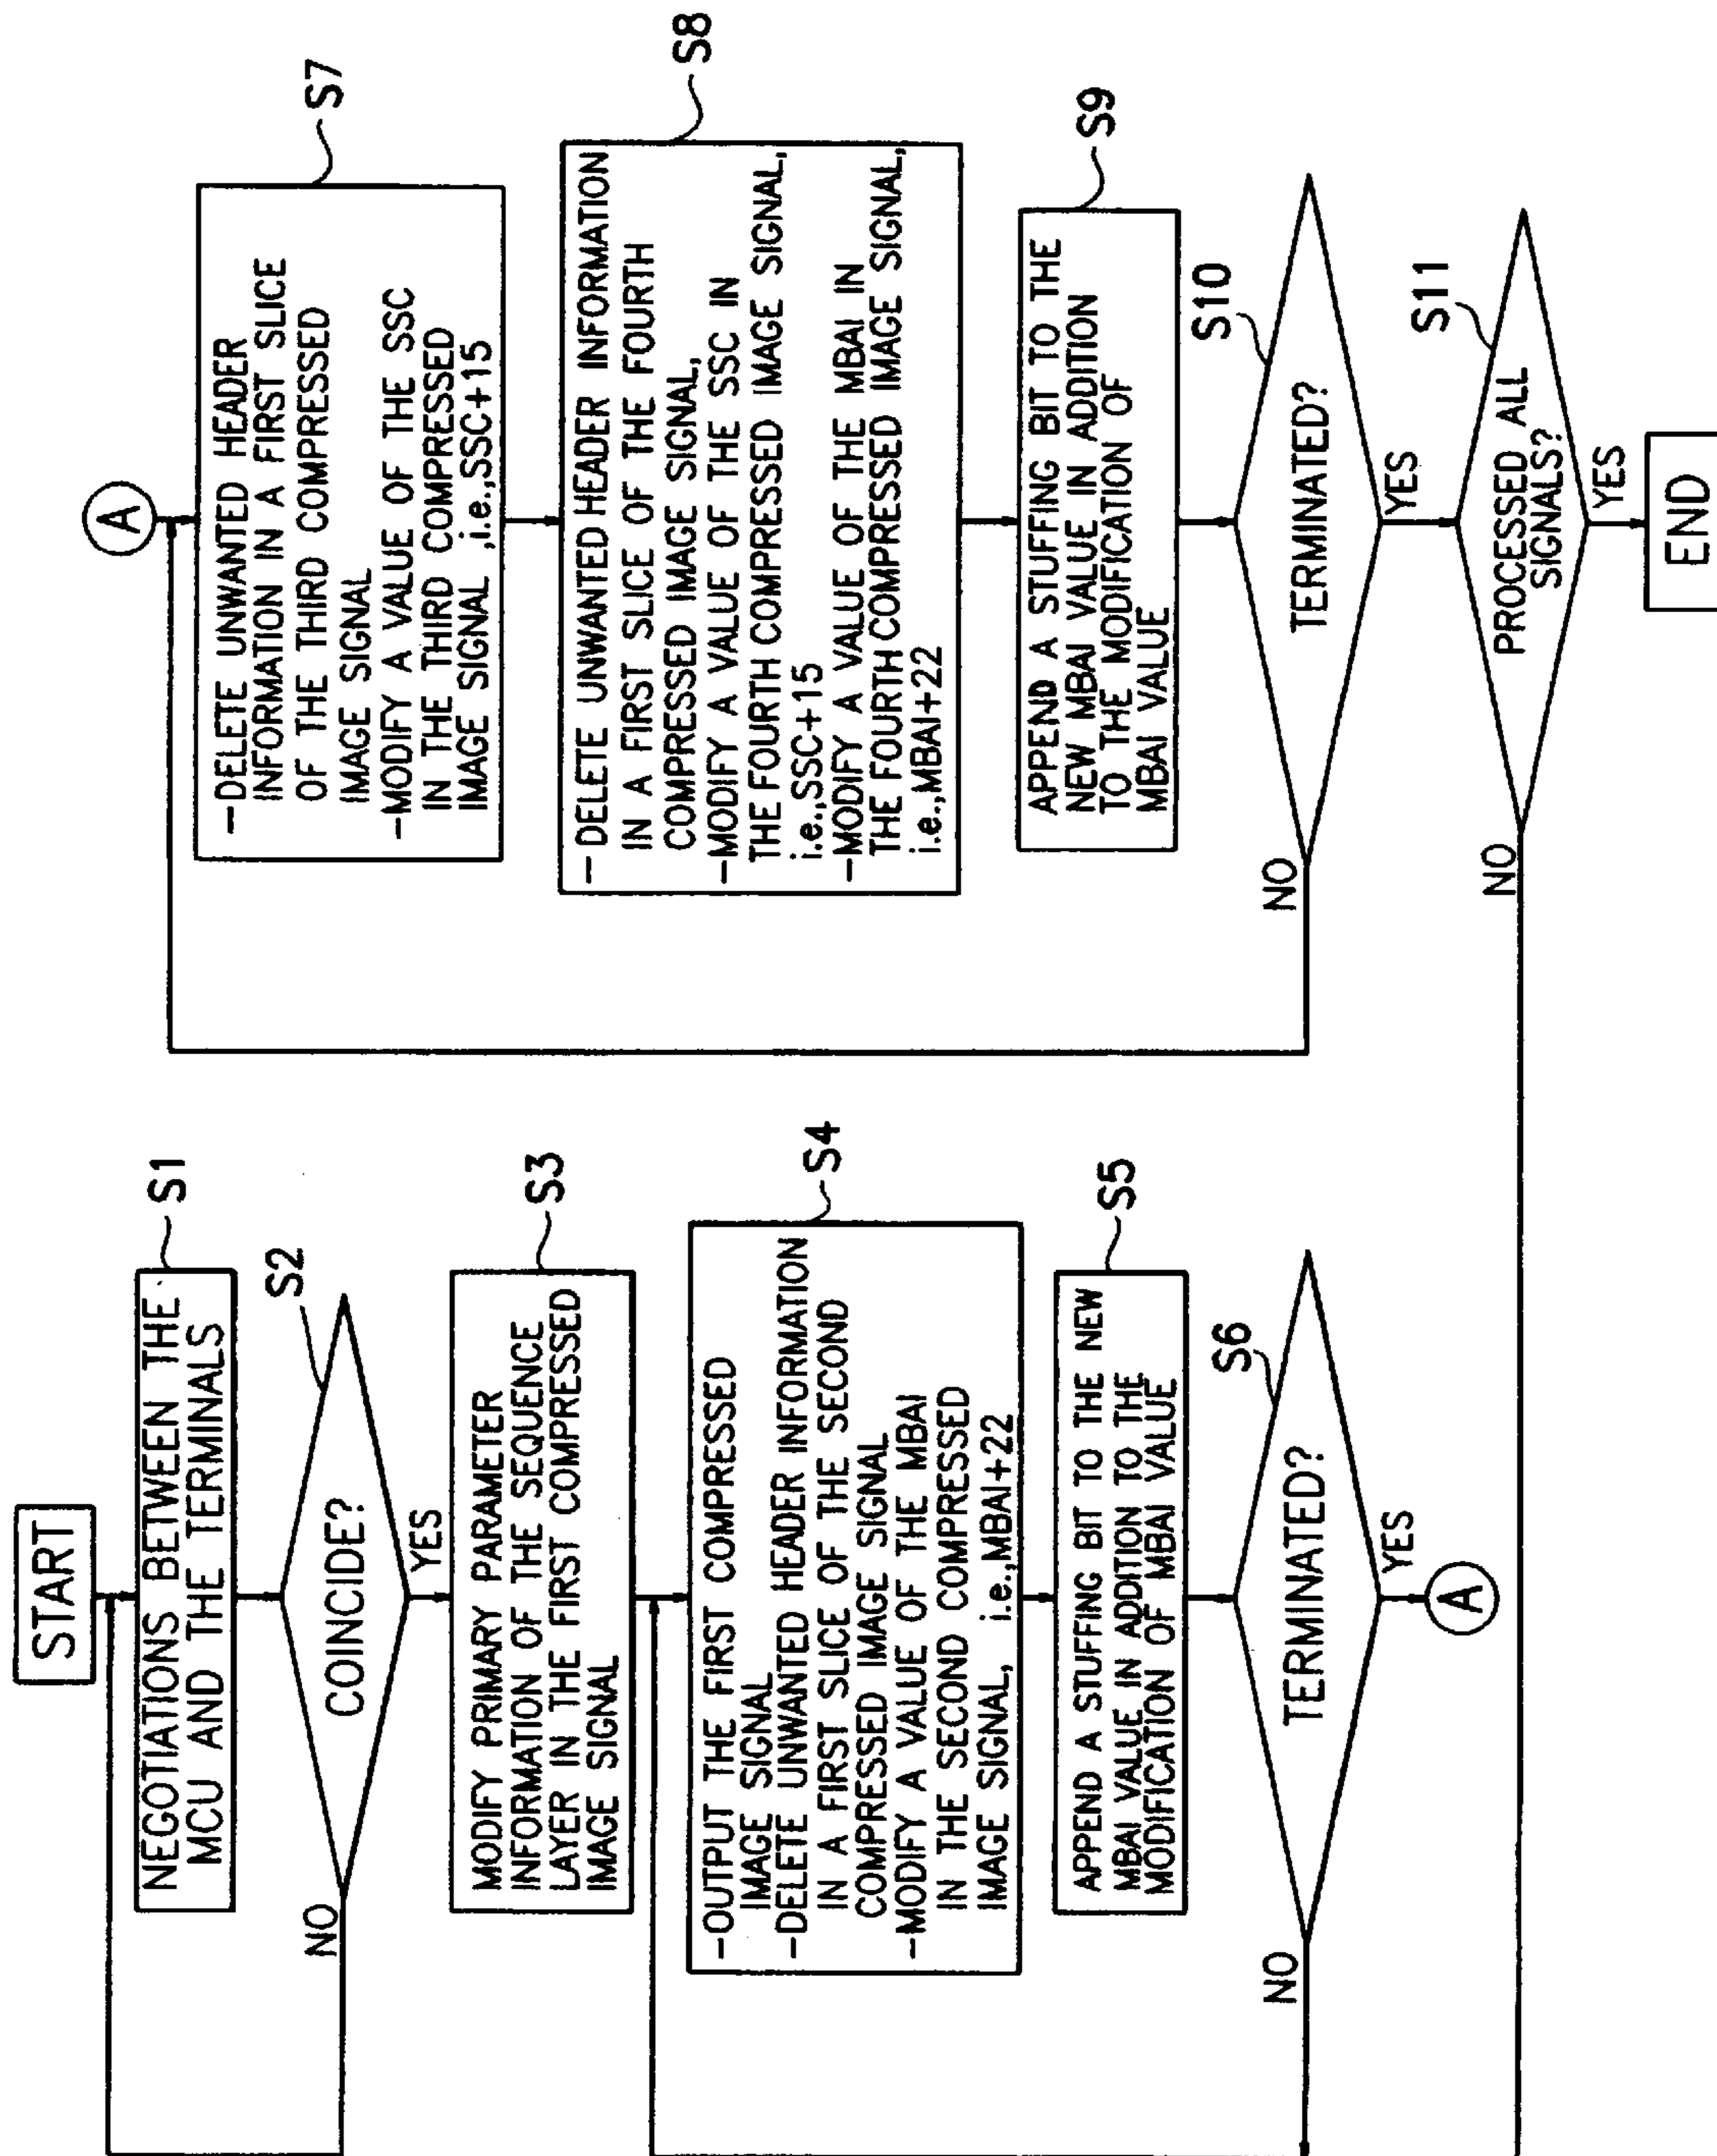 START
NEGOTIATIONS BETWEEN THE
MCU AND THE TERMINALS
S1
COINCIDE?
S2
NO
YES
MODIFY PRIMARY PARAMETER
INFORMATION OF THE SEQUENCE
LAYER IN THE FIRST COMPRESSED
IMAGE SIGNAL
S3
-OUTPUT THE FIRST COMPRESSED
IMAGE SIGNAL
-DELETE UNWANTED HEADER INFORMATION
IN A FIRST SLICE OF THE SECOND
COMPRESSED IMAGE SIGNAL
-MODIFY A VALUE OF THE MBAI
IN THE SECOND COMPRESSED
IMAGE SIGNAL, i.e.,MBAI+22
S4
APPEND A STUFFING BIT TO THE NEW
MBAI VALUE IN ADDITION TO THE
MODIFICATION OF MBAI VALUE
S5
TERMINATED?
S6
NO
YES
A
A
-DELETE UNWANTED HEADER
INFORMATION IN A FIRST SLICE
OF THE THIRD COMPRESSED
IMAGE SIGNAL
-MODIFY A VALUE OF THE SSC
IN THE THIRD COMPRESSED
IMAGE SIGNAL ,i.e.,SSC+15
S7
-DELETE UNWANTED HEADER INFORMATION
IN A FIRST SLICE OF THE FOURTH
COMPRESSED IMAGE SIGNAL,
-MODIFY A VALUE OF THE SSC IN
THE FOURTH COMPRESSED IMAGE SIGNAL,
i.e.,SSC+15
-MODIFY A VALUE OF THE MBAI IN
THE FOURTH COMPRESSED IMAGE SIGNAL,
i.e.,MBAI+22
S8
APPEND A STUFFING BIT TO THE
NEW MBAI VALUE IN ADDITION
TO THE MODIFICATION OF
MBAI VALUE
S9
TERMINATED?
S10
NO
YES
PROCESSED ALL
SIGNALS?
S11
NO
YES
END